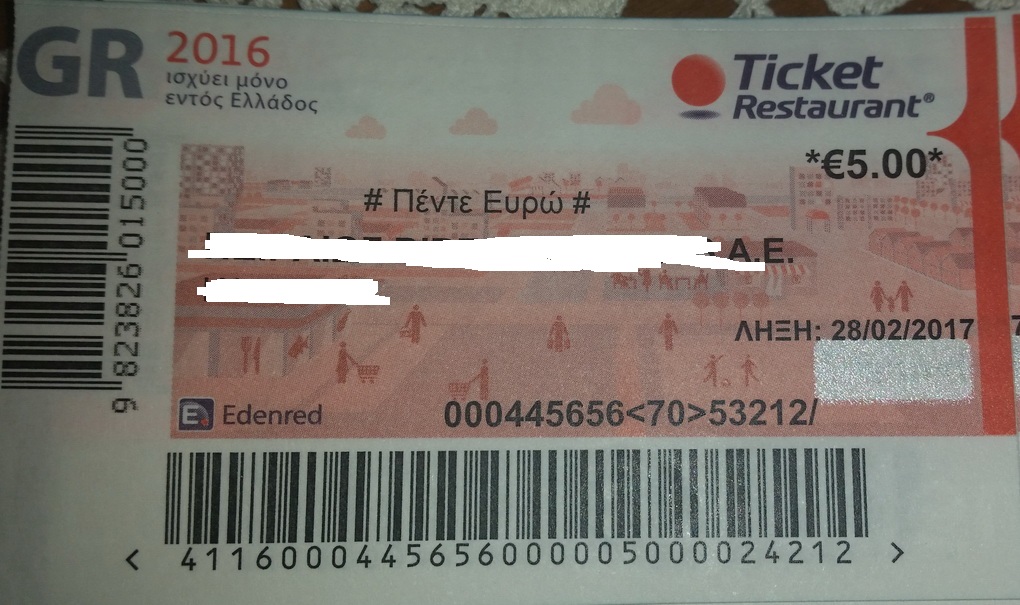 GR
2016
ισχύει μόνο
εντός Ελλάδος
Ticket
Restaurant®
*€5.00*
# Πέντε Ευρώ #
Α.Ε.
ΛΗΞΗ: 28/02/2017
E Edenred
000445656<70>53212/
9 823826 015000
< 4116000445656000005000024212 >